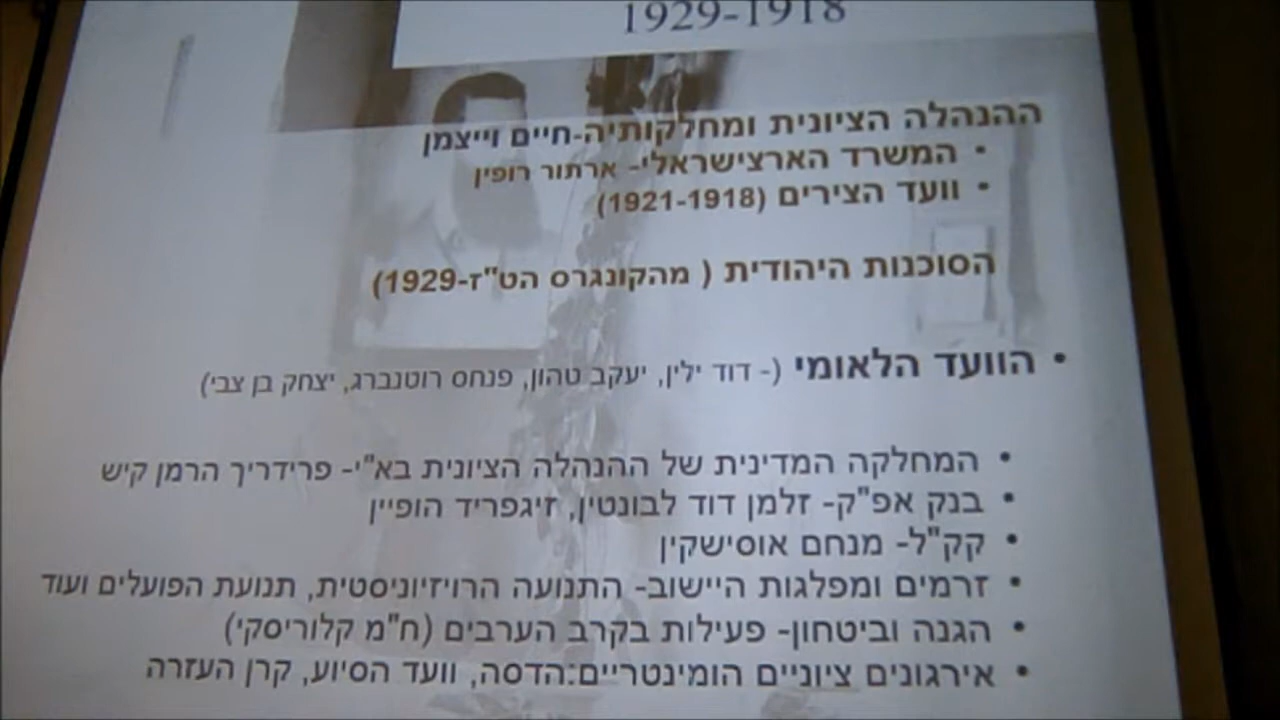 1929-1918
ההנהלה הציונית ומחלקותיה-חיים וייצמן
• המשרד הארצישראלי- ארתור רופין
• וועד הצירים (1921-1918)
הסוכנות היהודית ( מהקונגרס הט"ז-1929)
• הוועד הלאומי (- דוד ילין, יעקב טהון, פנחס רוטנברג, יצחק בן צבי)
• המחלקה המדינית של ההנהלה הציונית בא"י- פרידריך הרמן קיש
• בנק אפ"ק- זלמן דוד לבונטין, זיגפריד הופיין
• קק"ל- מנחם אוסישקין
• זרמים ומפלגות היישוב- התנועה הרויזיוניסטית, תנועת הפועלים ועוד
• הגנה וביטחון- פעילות בקרב הערבים (ח"מ קלוריסקי)
• אירגונים ציוניים הומינטריים:הדסה, וועד הסיוע, קרן העזרה